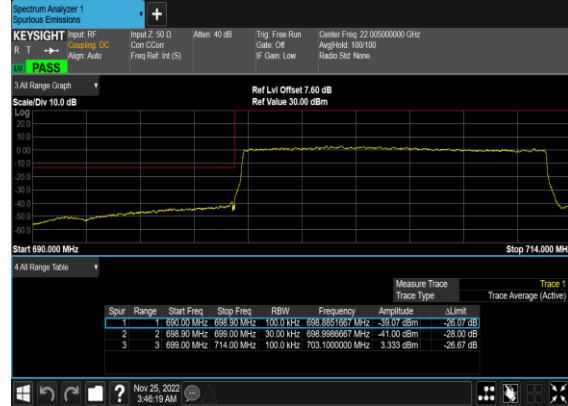 Spectrum Analyzer 1
Spurious Emissions
KEYSIGHT Input: RF Input Z: 50 Ω Atten: 40 dB Trig: Free Run Center Freq: 22.005000000 GHz
R T Coupling: DC Corr CCorr Gate: Off Avg|Hold: 100/100
Align: Auto Freq Ref: Int (S) IF Gain: Low Radio Std: None
PASS
3 All Range Graph
Ref Lvl Offset 7.60 dB
Scale/Div 10.0 dB Ref Value 30.00 dBm
Log
20.0
10.0
0.00
-10.0
-20.0
-30.0
-40.0
-50.0
-60.0
Start 690.000 MHz Stop 714.000 MH
4 All Range Table
Measure Trace Trace 1
Trace Type Trace Average (Active)
Spur Range Start Freq Stop Freq RBW Frequency Amplitude ΔLimit
1 1 690.00 MHz 698.90 MHz 100.0 kHz 698.8851667 MHz -39.07 dBm -26.07 dB
2 2 698.90 MHz 699.00 MHz 30.00 kHz 698.9986667 MHz -41.00 dBm -28.00 dB
3 3 699.00 MHz 714.00 MHz 100.0 kHz 703.1000000 MHz 3.333 dBm -26.67 dB
? Nov 25, 2022
3:46:19 AM